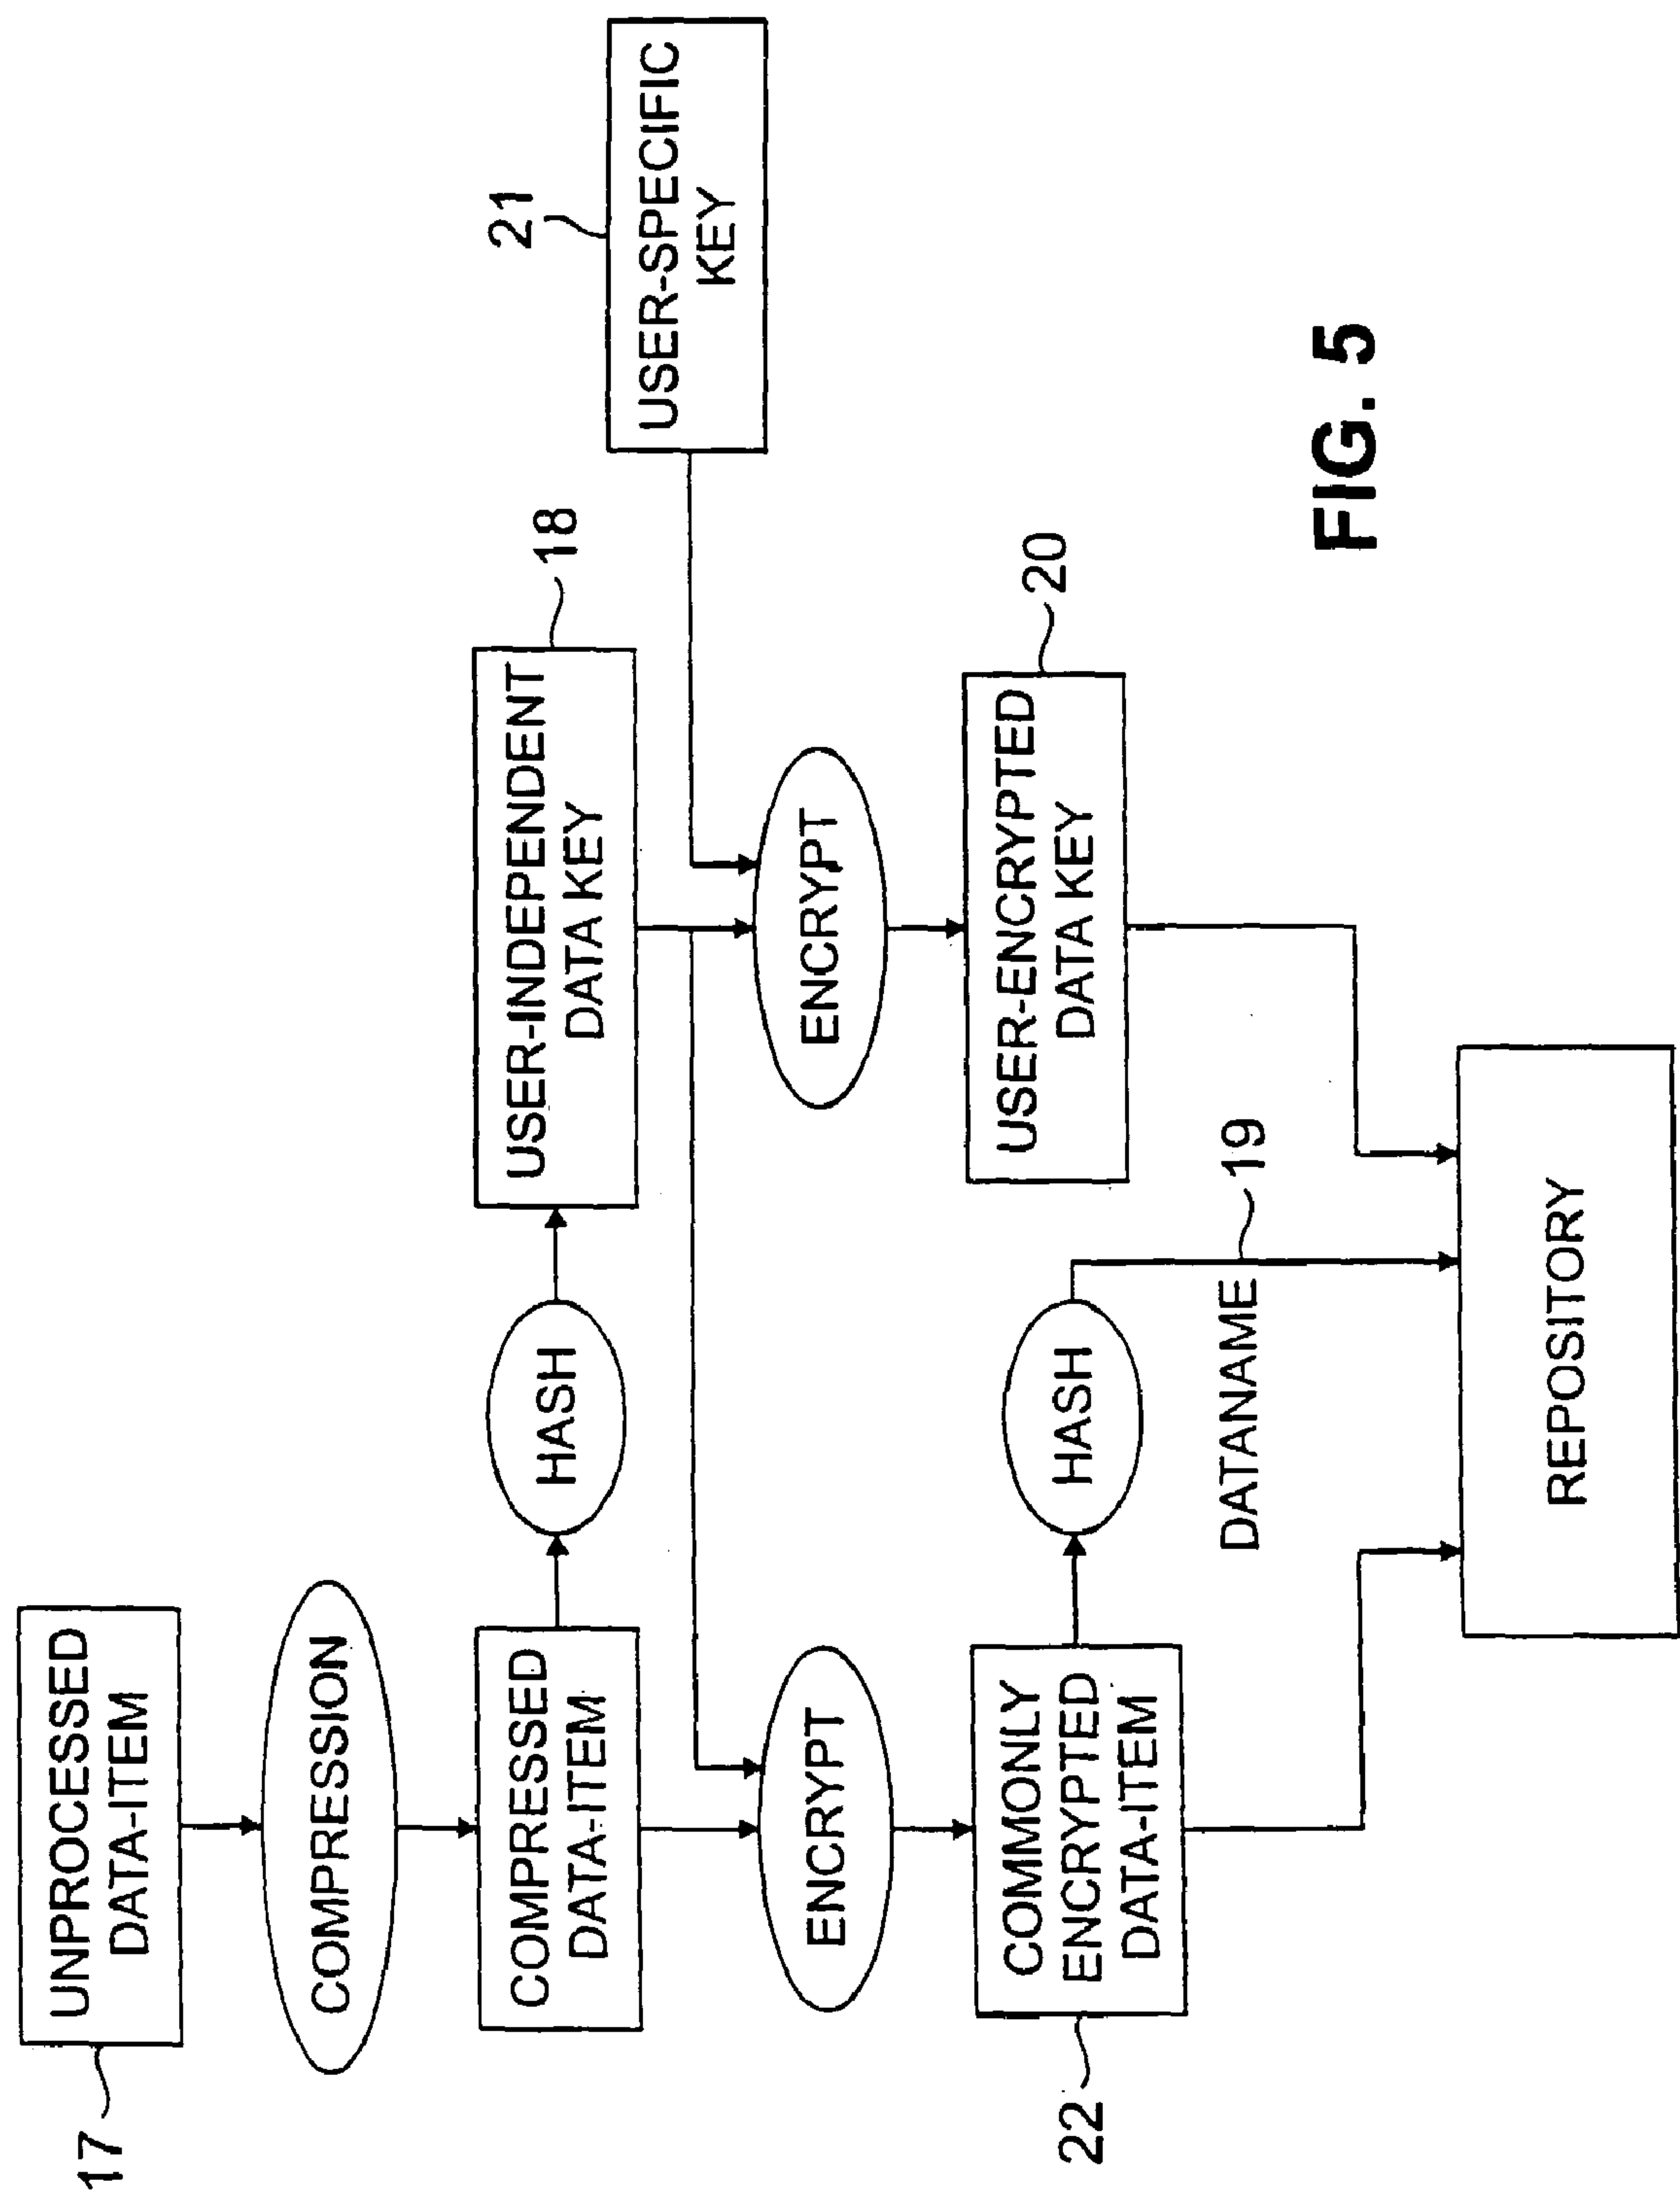 17
UNPROCESSED
DATA-ITEM
COMPRESSION
COMPRESSED
DATA-ITEM
HASH
USER-INDEPENDENT
DATA KEY
18
21
USER-SPECIFIC
KEY
ENCRYPT
ENCRYPT
22
COMMONLY
ENCRYPTED
DATA-ITEM
HASH
USER-ENCRYPTED
DATA KEY
20
DATANAME
19
REPOSITORY
FIG. 5